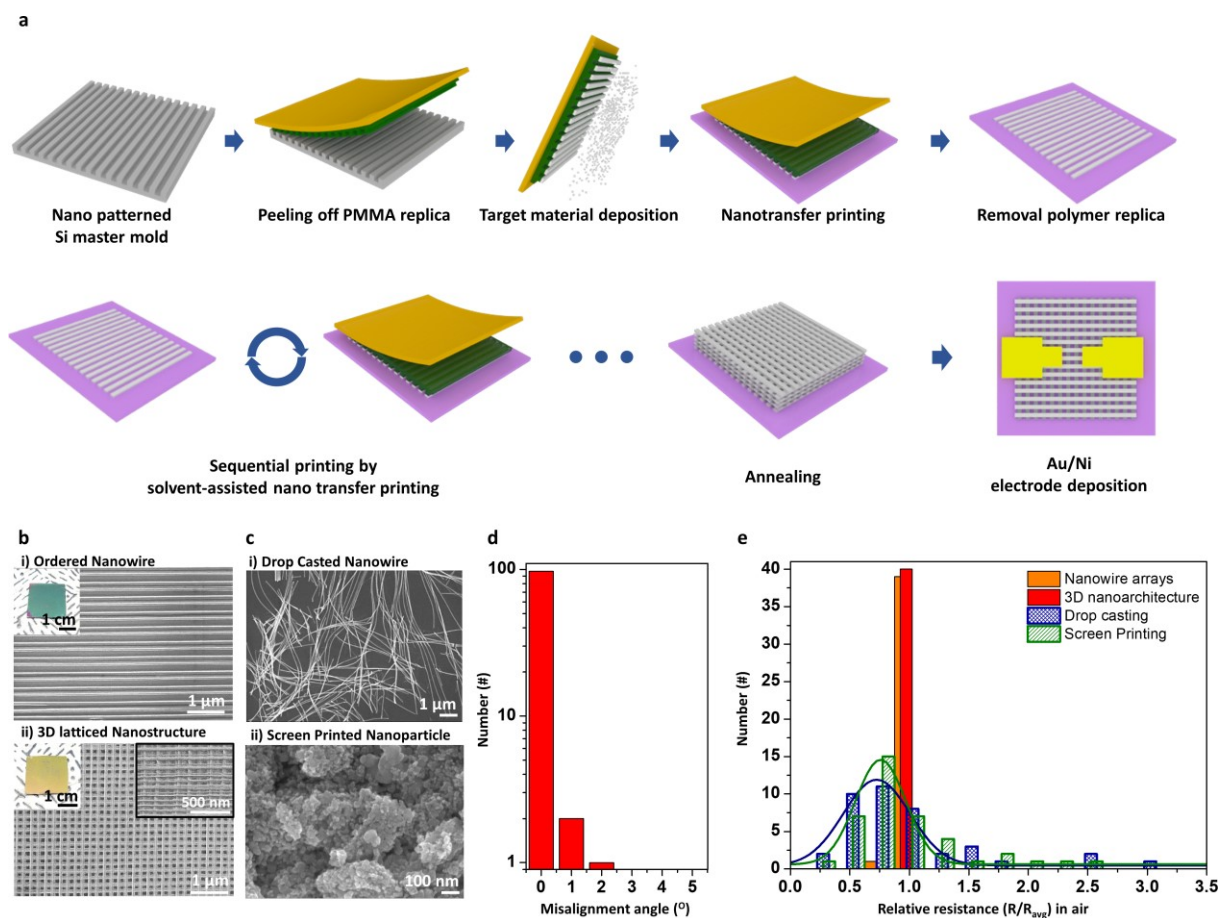 a
Nano patterned
Si master mold
Peeling off PMMA replica
Target material deposition
Nanotransfer printing
Removal polymer replica
Sequential printing by
solvent-assisted nano transfer printing
Annealing
Au/Ni
electrode deposition
b
i) Ordered Nanowire
1 cm
1 µm
ii) 3D latticed Nanostructure
1 cm
500 nm
1 µm
c
i) Drop Casted Nanowire
1 µm
ii) Screen Printed Nanoparticle
100 nm
d
Number (#)
100
10
1
0 1 2 3 4 5
Misalignment angle (°)
e
Number (#)
40
35
30
25
20
15
10
5
0
Nanowire arrays
3D nanoarchitecture
Drop casting
Screen Printing
0.0 0.5 1.0 1.5 2.0 2.5 3.0 3.5
Relative resistance (R/Ravg) in air